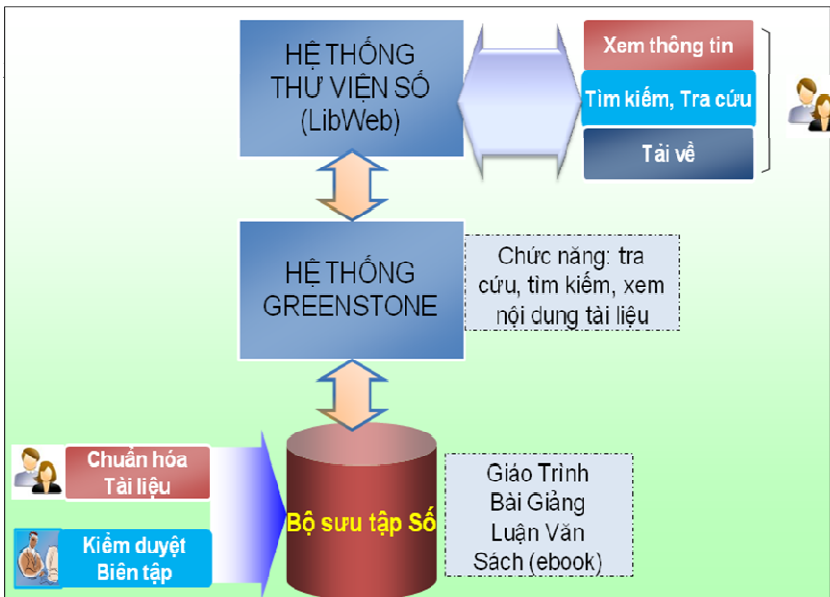 HỆ THỐNG
THƯ VIỆN SỐ
(LibWeb)
Xem thông tin
Tìm kiếm, Tra cứu
Tải về
HỆ THỐNG
GREENSTONE
Chức năng: tra
cứu, tìm kiếm, xem
nội dung tài liệu
Chuẩn hóa
Tài liệu
Kiểm duyệt
Biên tập
Bộ sưu tập Số
Giáo Trình
Bài Giảng
Luận Văn
Sách (ebook)